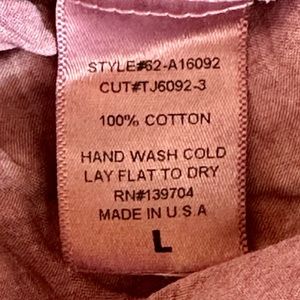 STYLE#62-A16092
CUT#TJ6092-3
100% COTTON
HAND WASH COLD
LAY FLAT TO DRY
RN#139704
MADE IN U.S.A
L